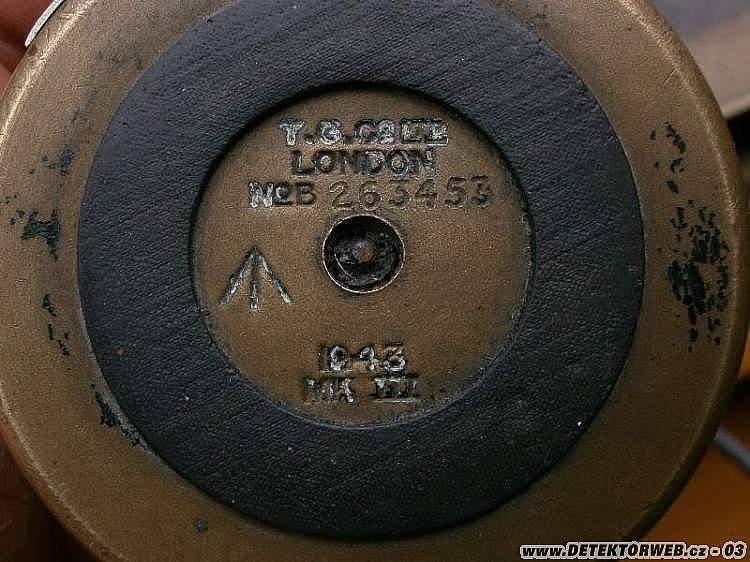 T.G. Co LTD
LONDON
No B 263453
1943
MK III
www.DETEKTORWEB.cz - 03